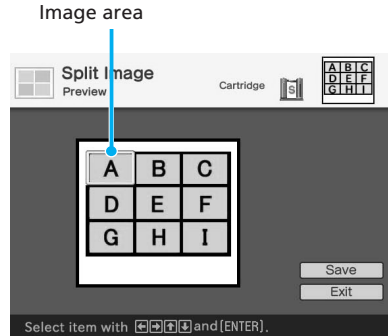 Image area
Split Image
Preview
Cartridge
S
A B C
D E F
G H I
A B C
D E F
G H I
Save
Exit
Select item with ←→↑↓ and [ENTER].